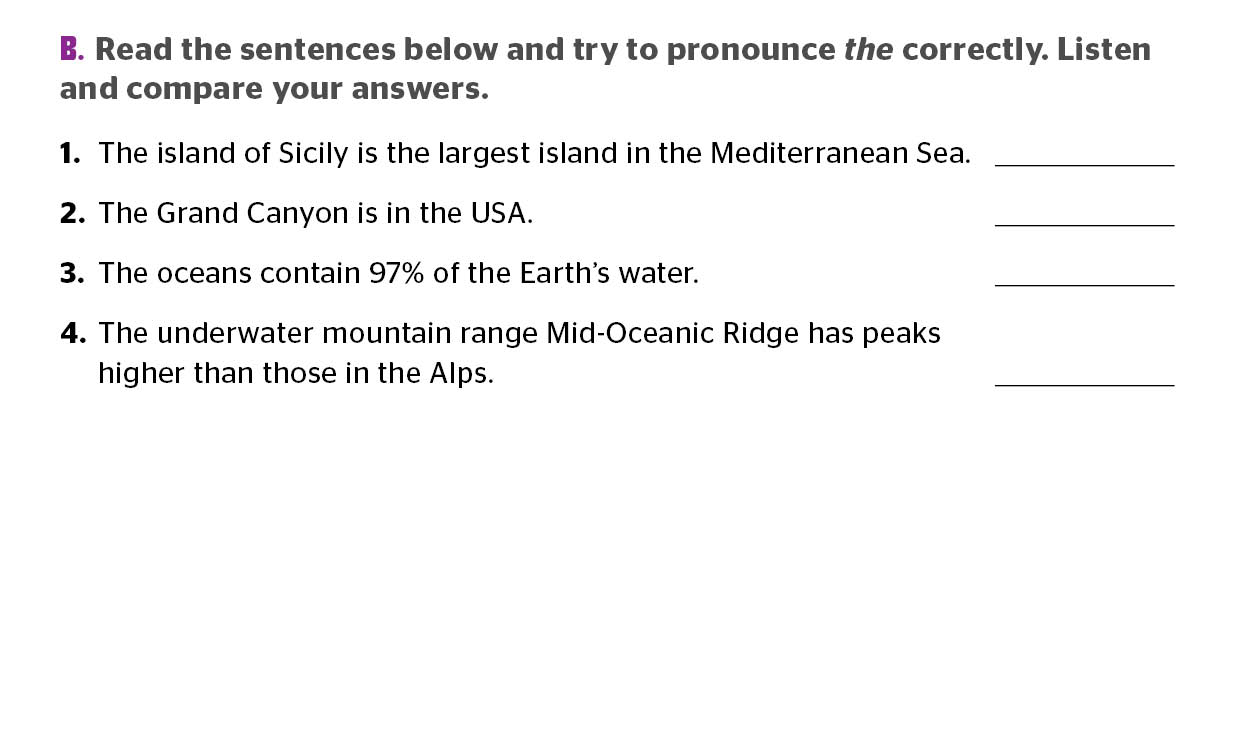 B. Read the sentences below and try to pronounce the correctly. Listen
and compare your answers.
1. The island of Sicily is the largest island in the Mediterranean Sea. ____________
2. The Grand Canyon is in the USA. ____________
3. The oceans contain 97% of the Earth’s water. ____________
4. The underwater mountain range Mid-Oceanic Ridge has peaks
higher than those in the Alps. ____________